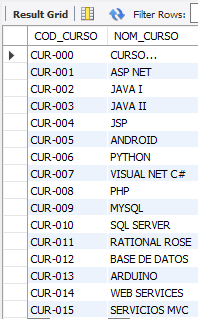 Result Grid Filter Rows:
COD_CURSO NOM_CURSO
CUR-000 CURSO...
CUR-001 ASP NET
CUR-002 JAVA I
CUR-003 JAVA II
CUR-004 JSP
CUR-005 ANDROID
CUR-006 PYTHON
CUR-007 VISUAL NET C#
CUR-008 PHP
CUR-009 MYSQL
CUR-010 SQL SERVER
CUR-011 RATIONAL ROSE
CUR-012 BASE DE DATOS
CUR-013 ARDUINO
CUR-014 WEB SERVICES
CUR-015 SERVICIOS MVC